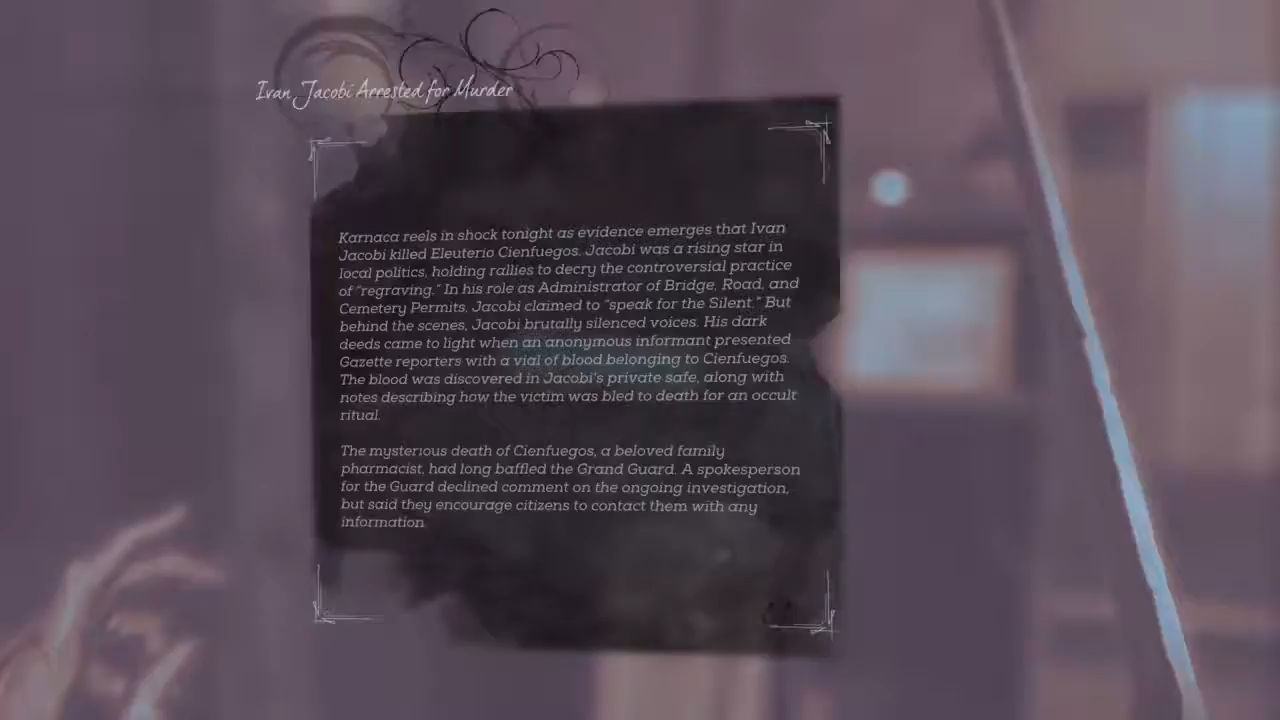 Ivan Jacobi Arrested for Murder
Karnaca reels in shock tonight as evidence emerges that Ivan
Jacobi killed Eleuterio Cienfuegos. Jacobi was a rising star in
local politics, holding rallies to decry the controversial practice
of "regraving." In his role as Administrator of Bridge, Road, and
Cemetery Permits, Jacobi claimed to "speak for the Silent." But
behind the scenes, Jacobi brutally silenced voices. His dark
deeds came to light when an anonymous informant presented
Gazette reporters with a vial of blood belonging to Cienfuegos.
The blood was discovered in Jacobi's private safe, along with
notes describing how the victim was bled to death for an occult
ritual.
The mysterious death of Cienfuegos, a beloved family
pharmacist, had long baffled the Grand Guard. A spokesperson
for the Guard declined comment on the ongoing investigation,
but said they encourage citizens to contact them with any
information.